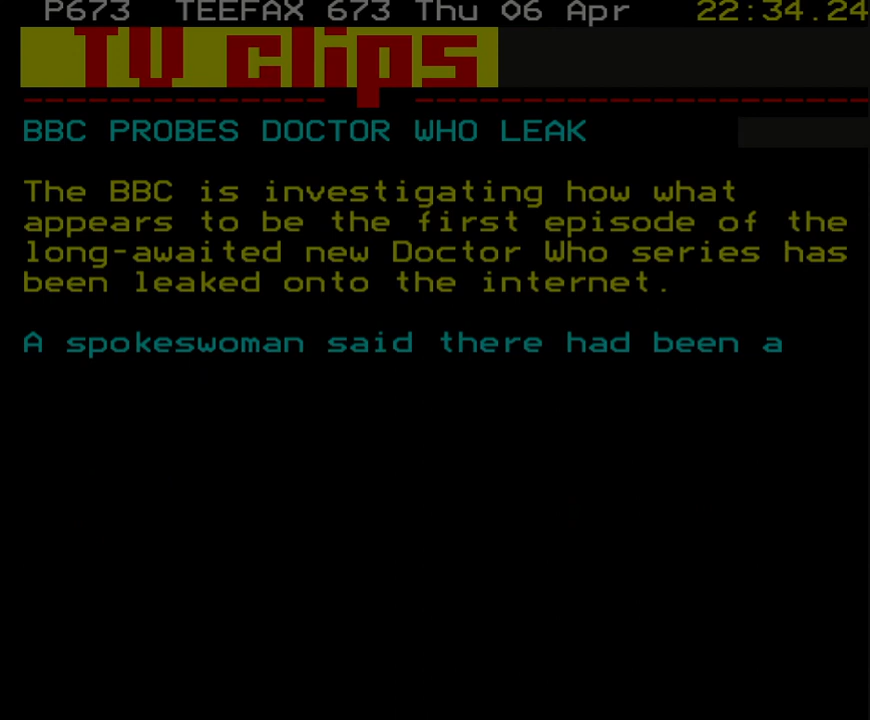 P673 TEEFAX 673 Thu 06 Apr 22:34.24
TV clips
BBC PROBES DOCTOR WHO LEAK
The BBC is investigating how what
appears to be the first episode of the
long-awaited new Doctor Who series has
been leaked onto the internet.
A spokeswoman said there had been a